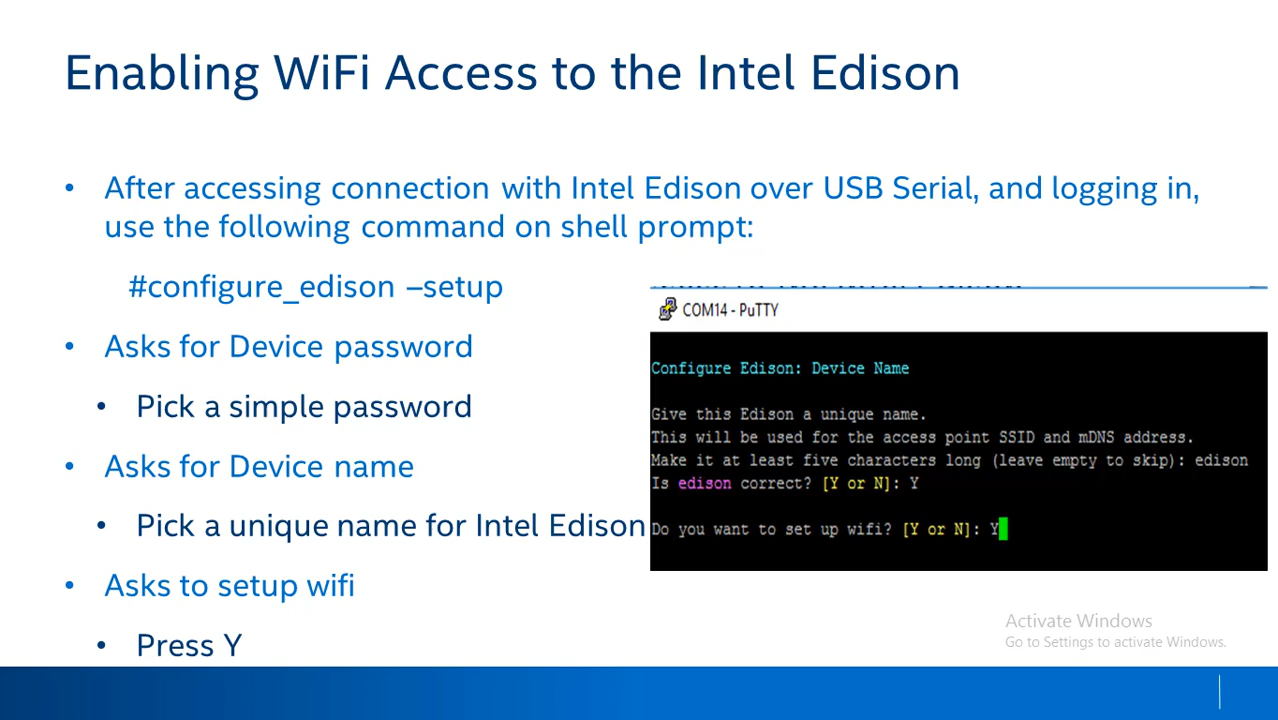 Enabling WiFi Access to the Intel Edison
• After accessing connection with Intel Edison over USB Serial, and logging in,
use the following command on shell prompt:
#configure_edison –setup
• Asks for Device password
• Pick a simple password
• Asks for Device name
• Pick a unique name for Intel Edison
• Asks to setup wifi
• Press Y
COM14 - PuTTY
Configure Edison: Device Name
Give this Edison a unique name.
This will be used for the access point SSID and mDNS address.
Make it at least five characters long (leave empty to skip): edison
Is edison correct? [Y or N]: Y
Do you want to set up wifi? [Y or N]: Y
Activate Windows
Go to Settings to activate Windows.